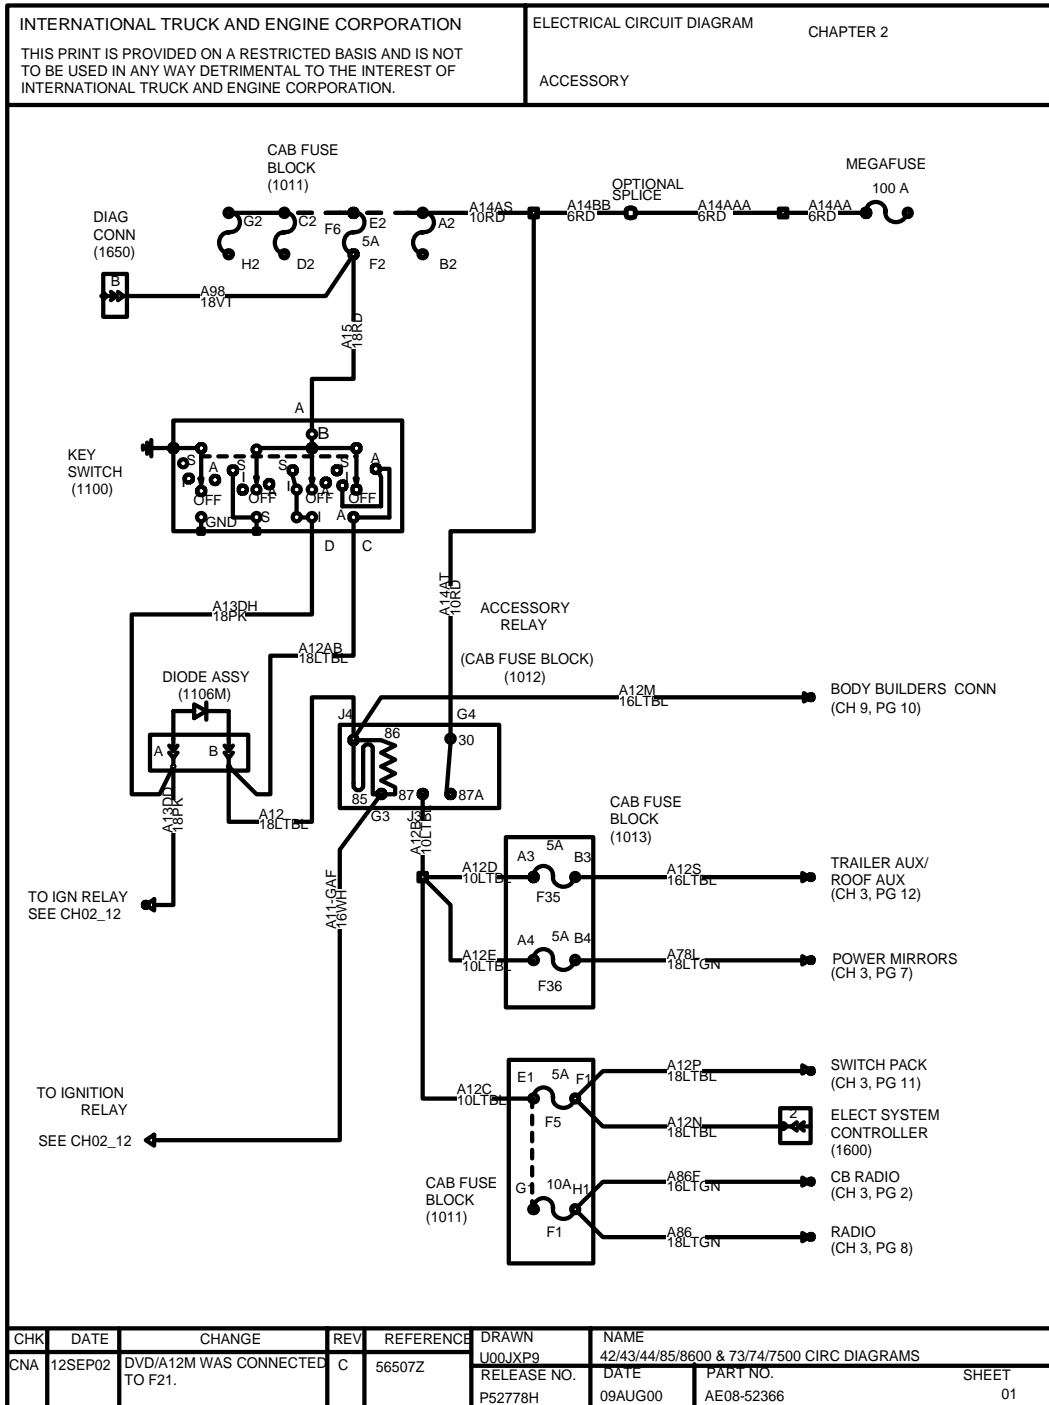 INTERNATIONAL TRUCK AND ENGINE CORPORATION
THIS PRINT IS PROVIDED ON A RESTRICTED BASIS AND IS NOT
TO BE USED IN ANY WAY DETRIMENTAL TO THE INTEREST OF
INTERNATIONAL TRUCK AND ENGINE CORPORATION.
ELECTRICAL CIRCUIT DIAGRAM
CHAPTER 2
ACCESSORY
CAB FUSE
BLOCK
(1011)
MEGAFUSE
100 A
OPTIONAL
SPLICE
A14AS
10RD
A14BB
6RD
A14AAA
6RD
A14AA
6RD
DIAG
CONN
(1650)
B
G2
C2
F6
E2
A2
5A
H2
D2
F2
B2
A98
18VT
A15
18RD
A
B
KEY
SWITCH
(1100)
S
A
I
OFF
GND
S
I
A
OFF
S
S
I
A
OFF
I
S
I
A
OFF
A
D
C
A13DH
18PK
A12AB
18LTBL
A14AT
10RD
ACCESSORY
RELAY
(CAB FUSE BLOCK)
(1012)
DIODE ASSY
(1106M)
A
B
A12M
16LTBL
BODY BUILDERS CONN
(CH 9, PG 10)
J4
G4
86
30
85
87
87A
G3
J3
A13DD
18PK
A12
18LTBL
A12B
10LTBL
A11-GAF
16WH
CAB FUSE
BLOCK
(1013)
A12D
10LTBL
A3
5A
B3
F35
A12S
16LTBL
TRAILER AUX/
ROOF AUX
(CH 3, PG 12)
TO IGN RELAY
SEE CH02_12
A12E
10LTBL
A4
5A
B4
F36
A78L
18LTGN
POWER MIRRORS
(CH 3, PG 7)
TO IGNITION
RELAY
SEE CH02_12
A12C
10LTBL
E1
5A
F1
F5
A12P
18LTBL
SWITCH PACK
(CH 3, PG 11)
A12N
18LTBL
2
ELECT SYSTEM
CONTROLLER
(1600)
CAB FUSE
BLOCK
(1011)
G1
10A
H1
F1
A86F
16LTGN
CB RADIO
(CH 3, PG 2)
A86
18LTGN
RADIO
(CH 3, PG 8)
CHK
DATE
CHANGE
REV
REFERENCE
CNA
12SEP02
DVD/A12M WAS CONNECTED
TO F21.
C
56507Z
DRAWN
U00JXP9
NAME
42/43/44/85/8600 & 73/74/7500 CIRC DIAGRAMS
RELEASE NO.
P52778H
DATE
09AUG00
PART NO.
AE08-52366
SHEET
01